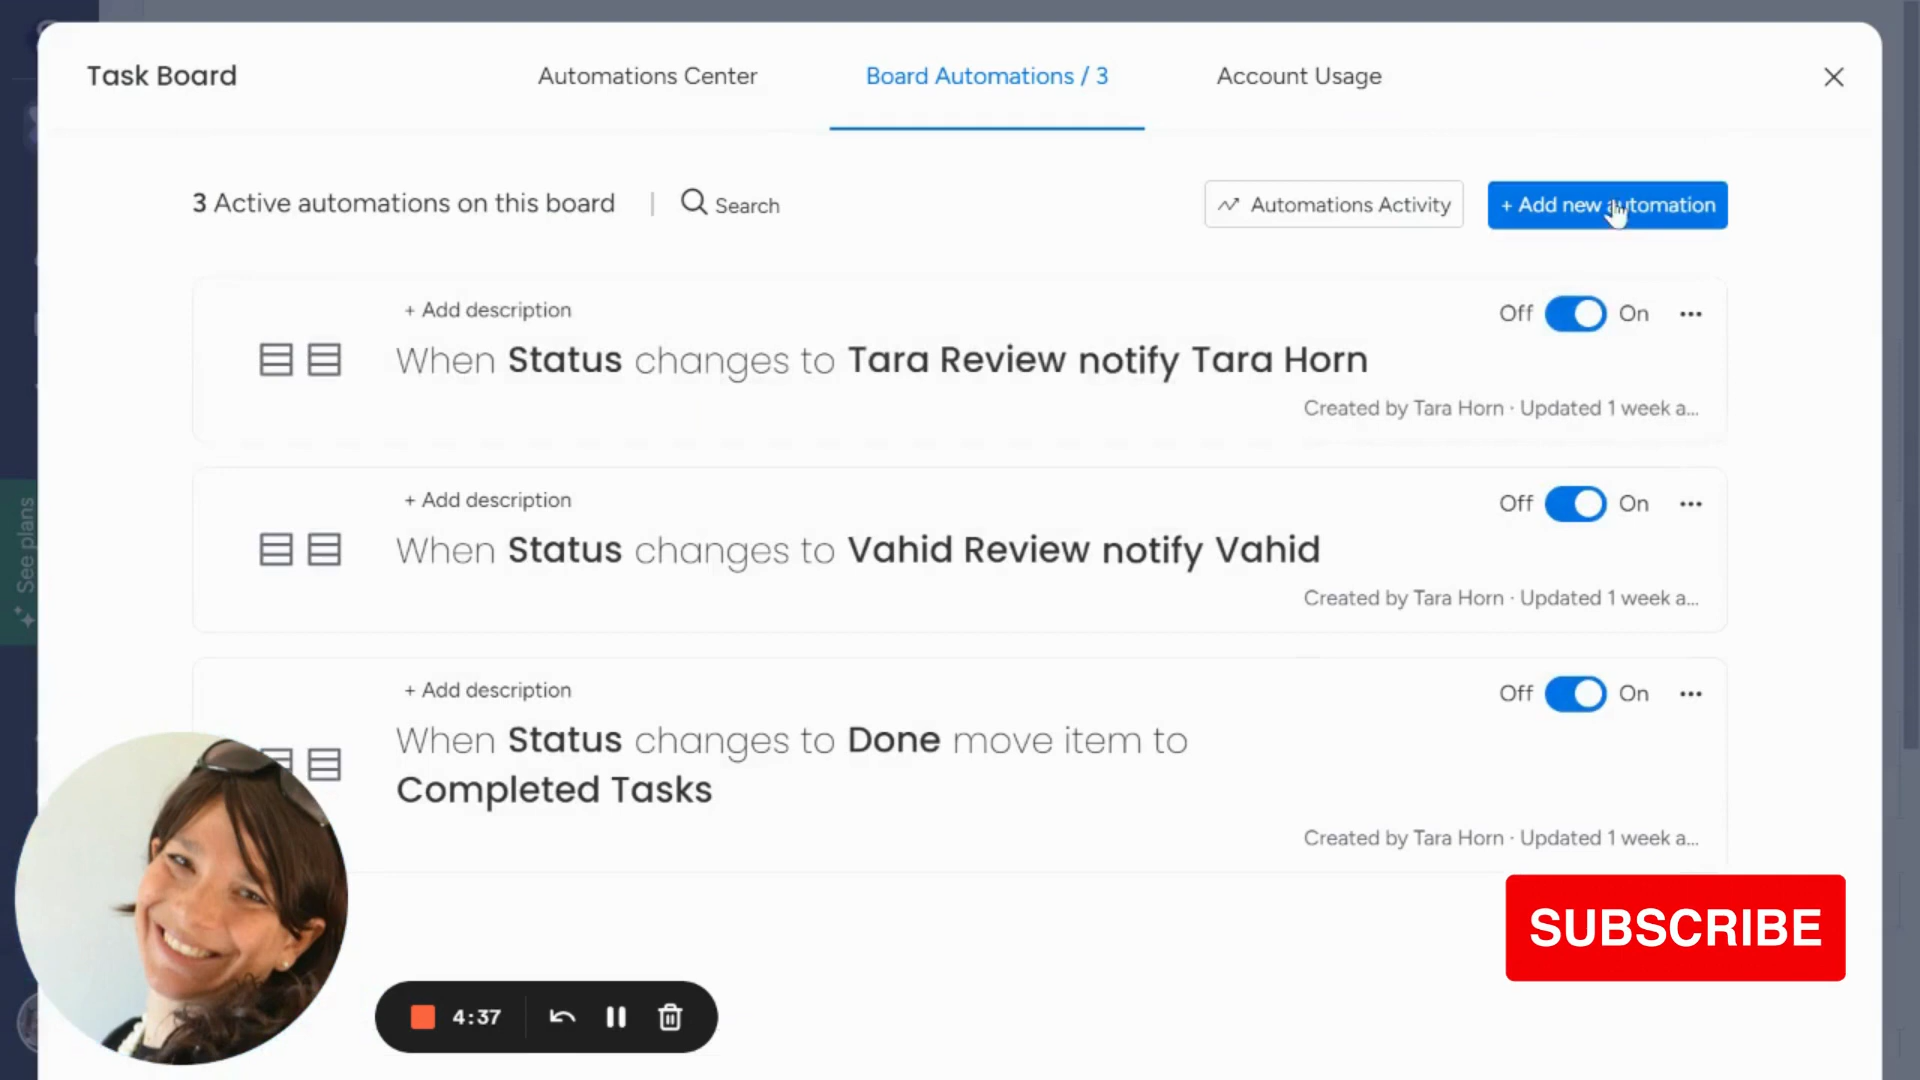 Task Board
Automations Center
Board Automations / 3
Account Usage
3 Active automations on this board
Search
Automations Activity
+ Add new automation
+ Add description
Off
On
When Status changes to Tara Review notify Tara Horn
Created by Tara Horn · Updated 1 week a...
+ Add description
Off
On
When Status changes to Vahid Review notify Vahid
Created by Tara Horn · Updated 1 week a...
+ Add description
Off
On
When Status changes to Done move item to
Completed Tasks
Created by Tara Horn · Updated 1 week a...
See plans
SUBSCRIBE
4:37